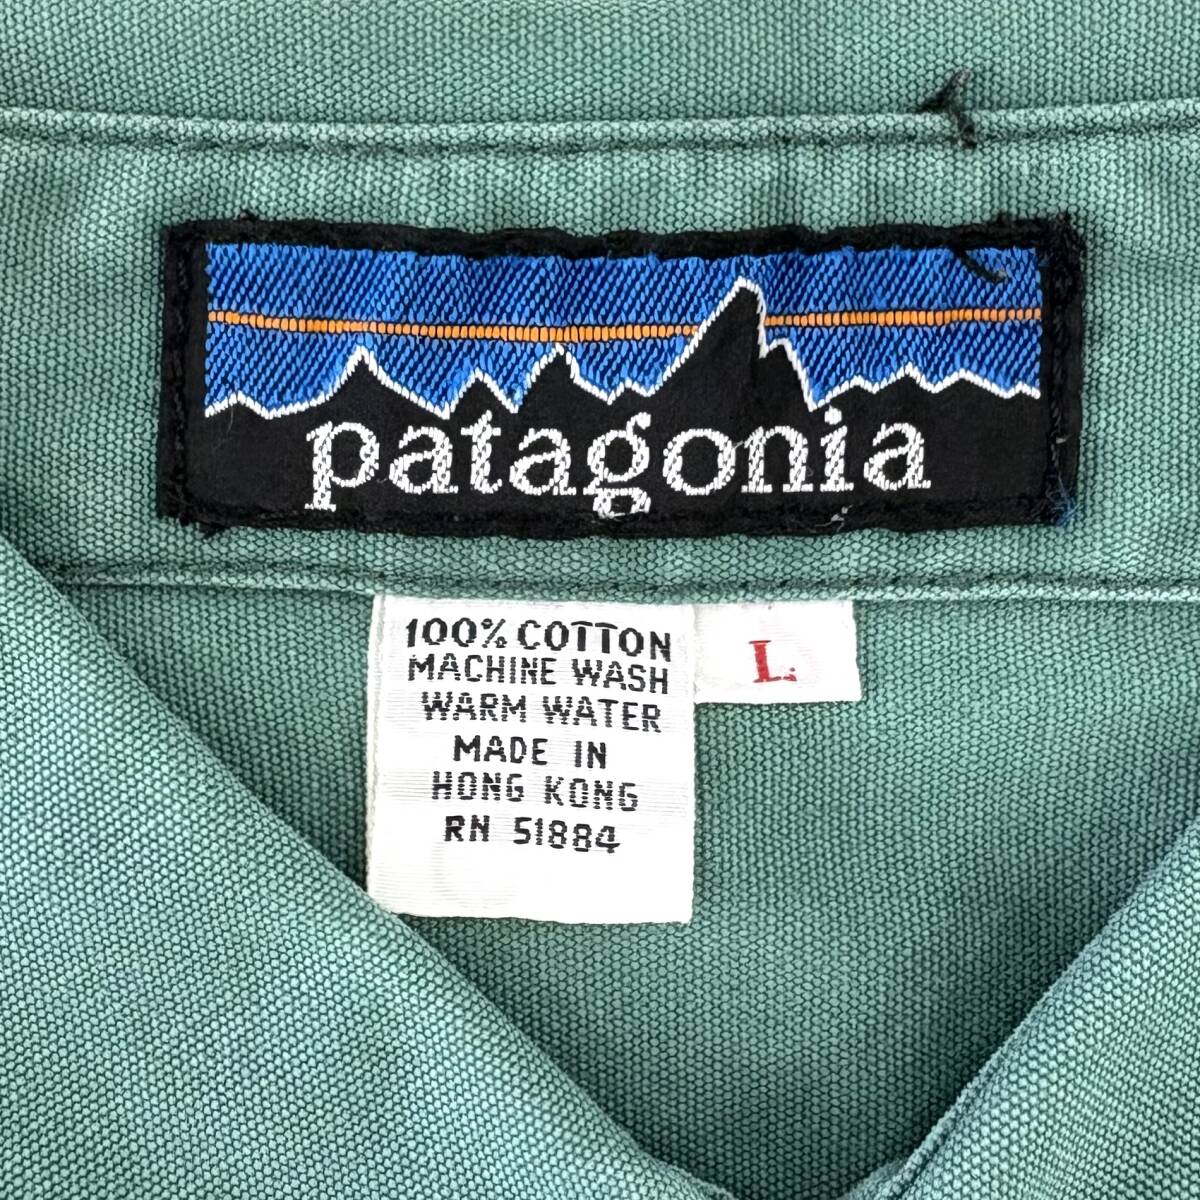 patagonia
100% COTTON
MACHINE WASH
WARM WATER
MADE IN
HONG KONG
RN 51884
L.